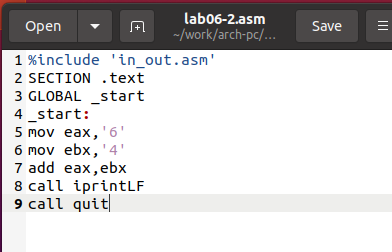 Open
lab06-2.asm
~/work/arch-pc/...
Save
1 %include 'in_out.asm'
2 SECTION .text
3 GLOBAL _start
4 _start:
5 mov eax,'6'
6 mov ebx,'4'
7 add eax,ebx
8 call iprintLF
9 call quit